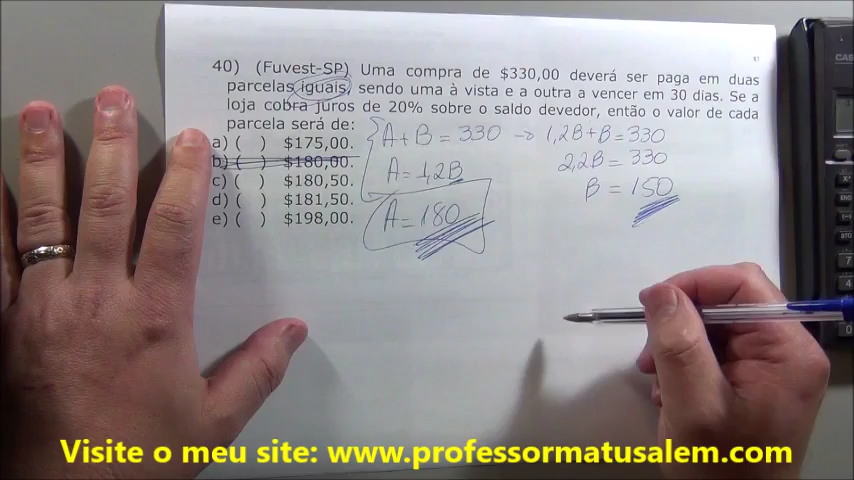 40) (Fuvest-SP) Uma compra de $330,00 deverá ser paga em duas
parcelas iguais, sendo uma à vista e a outra a vencer em 30 dias. Se a
loja cobra juros de 20% sobre o saldo devedor, então o valor de cada
parcela será de:
a) ( ) $175,00.
b) ( ) $180,00.
c) ( ) $180,50.
d) ( ) $181,50.
e) ( ) $198,00.
A+B=330 → 1,2B+B=330
A=1,2B 2,2B=330
A=180 B=150
Visite o meu site: www.professormatusalem.com